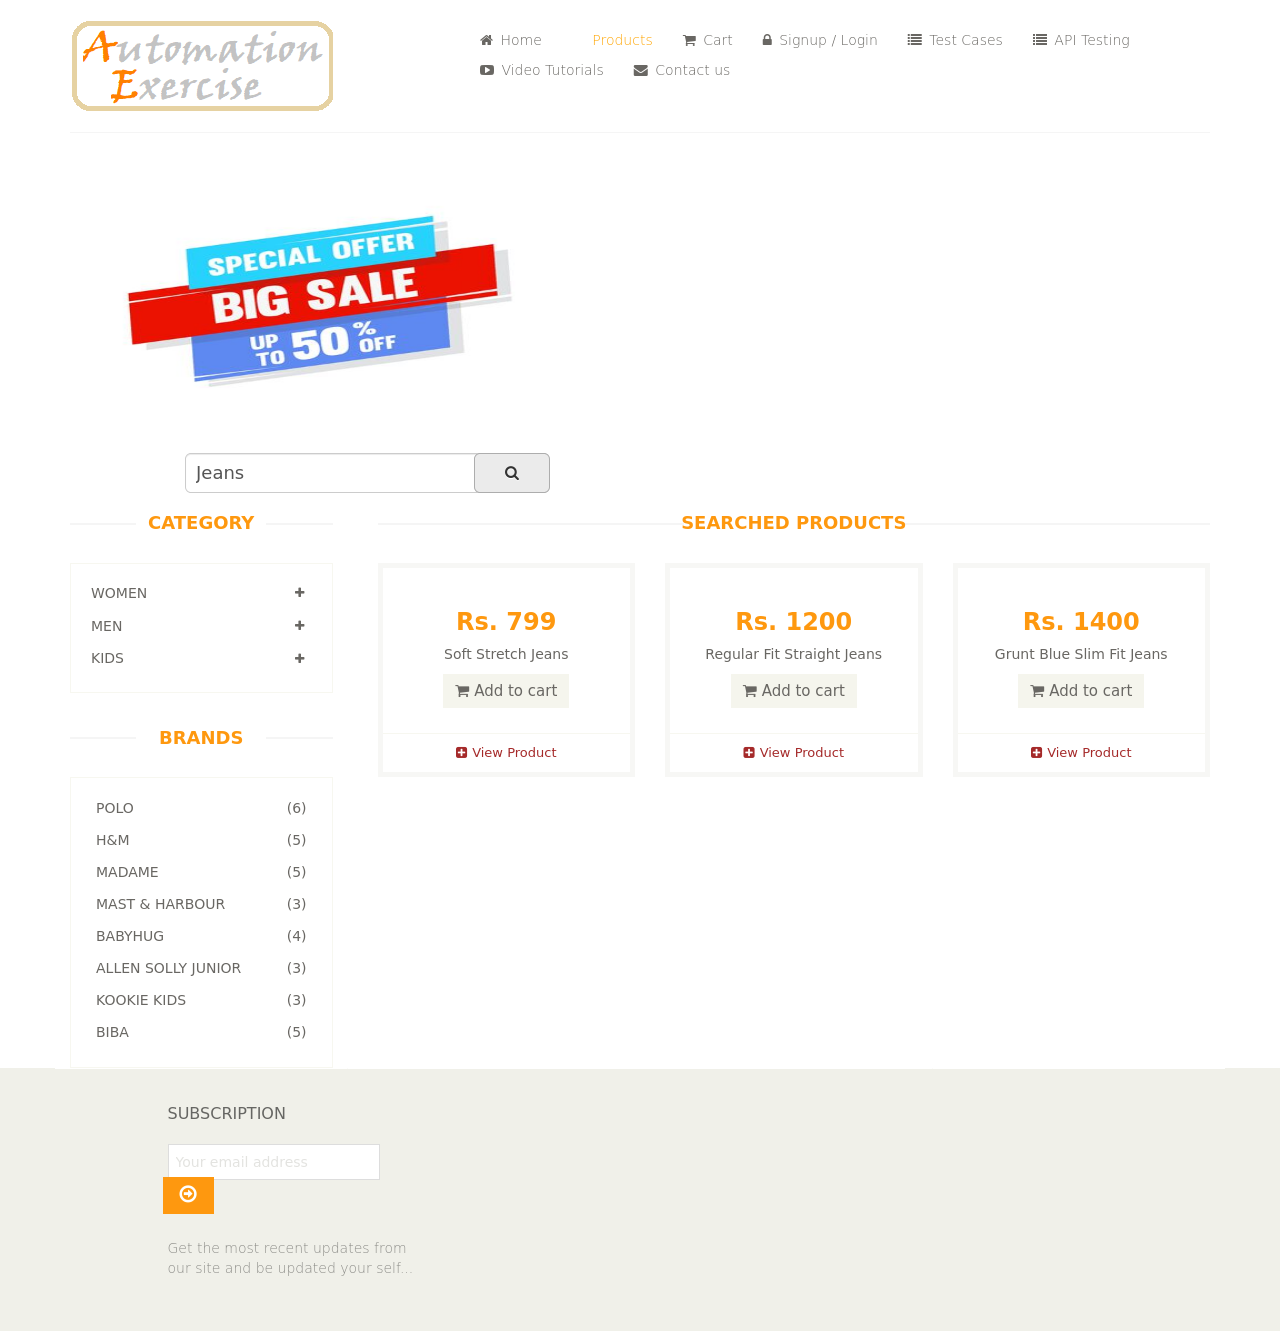 Automation
Exercise
Home Products Cart Signup / Login Test Cases API Testing
Video Tutorials Contact us
SPECIAL OFFER
BIG SALE
UP TO 50% OFF
Jeans
CATEGORY
WOMEN
MEN
KIDS
BRANDS
POLO (6)
H&M (5)
MADAME (5)
MAST & HARBOUR (3)
BABYHUG (4)
ALLEN SOLLY JUNIOR (3)
KOOKIE KIDS (3)
BIBA (5)
SEARCHED PRODUCTS
Rs. 799
Soft Stretch Jeans
Add to cart
View Product
Rs. 1200
Regular Fit Straight Jeans
Add to cart
View Product
Rs. 1400
Grunt Blue Slim Fit Jeans
Add to cart
View Product
SUBSCRIPTION
Your email address
Get the most recent updates from
our site and be updated your self...